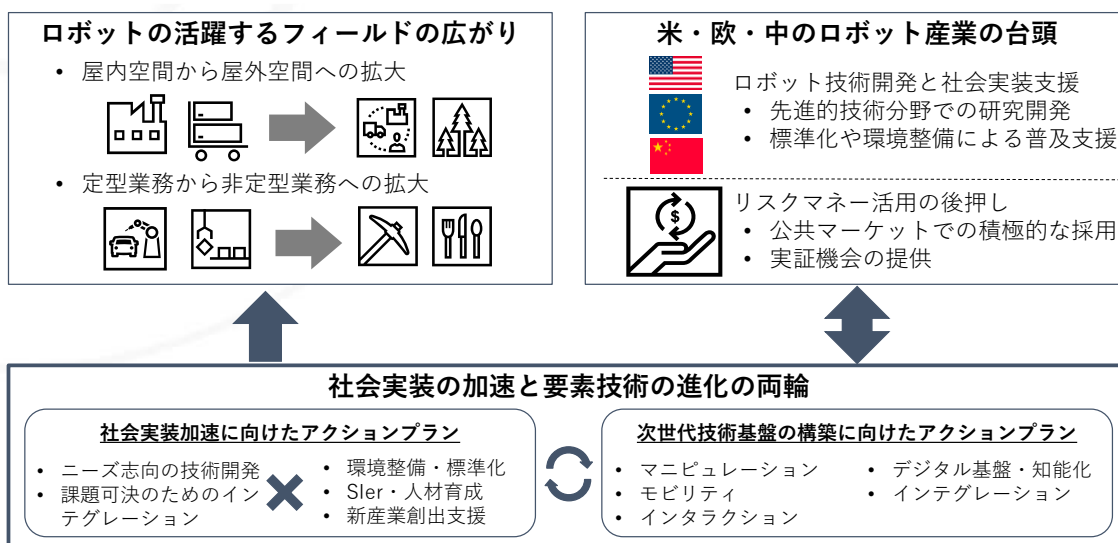 ロボットの活躍するフィールドの広がり
• 屋内空間から屋外空間への拡大
• 定型業務から非定型業務への拡大
米・欧・中のロボット産業の台頭
ロボット技術開発と社会実装支援
• 先進的技術分野での研究開発
• 標準化や環境整備による普及支援
$
リスクマネー活用の後押し
• 公共マーケットでの積極的な採用
• 実証機会の提供
社会実装の加速と要素技術の進化の両輪
社会実装加速に向けたアクションプラン
• ニーズ志向の技術開発
• 課題可決のためのイン
テグレーション
• 環境整備・標準化
• SIer・人材育成
• 新産業創出支援
次世代技術基盤の構築に向けたアクションプラン
• マニピュレーション
• モビリティ
• インタラクション
• デジタル基盤・知能化
• インテグレーション